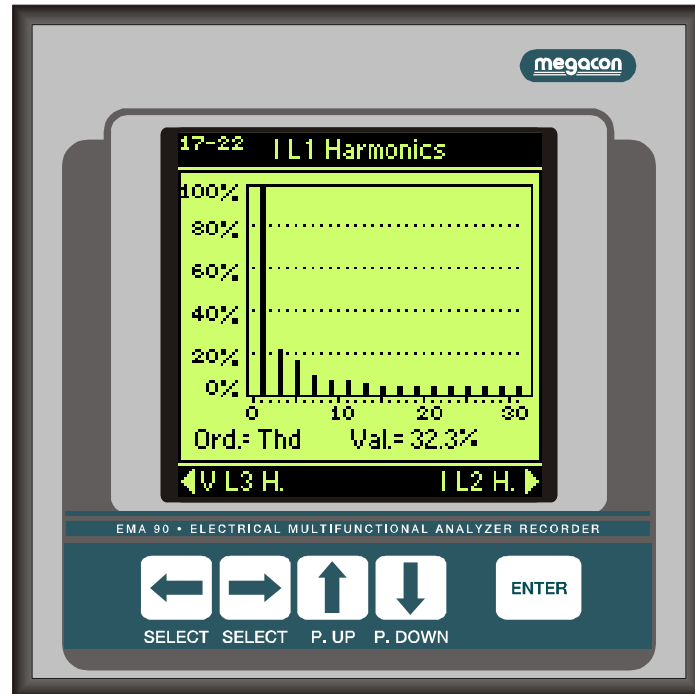 megacon
17-22 I L1 Harmonics
100%
80%
60%
40%
20%
0%
0 10 20 30
Ord.= Thd Val.= 32.3%
V L3 H. I L2 H.
EMA 90 • ELECTRICAL MULTIFUNCTIONAL ANALYZER RECORDER
ENTER
SELECT SELECT P. UP P. DOWN